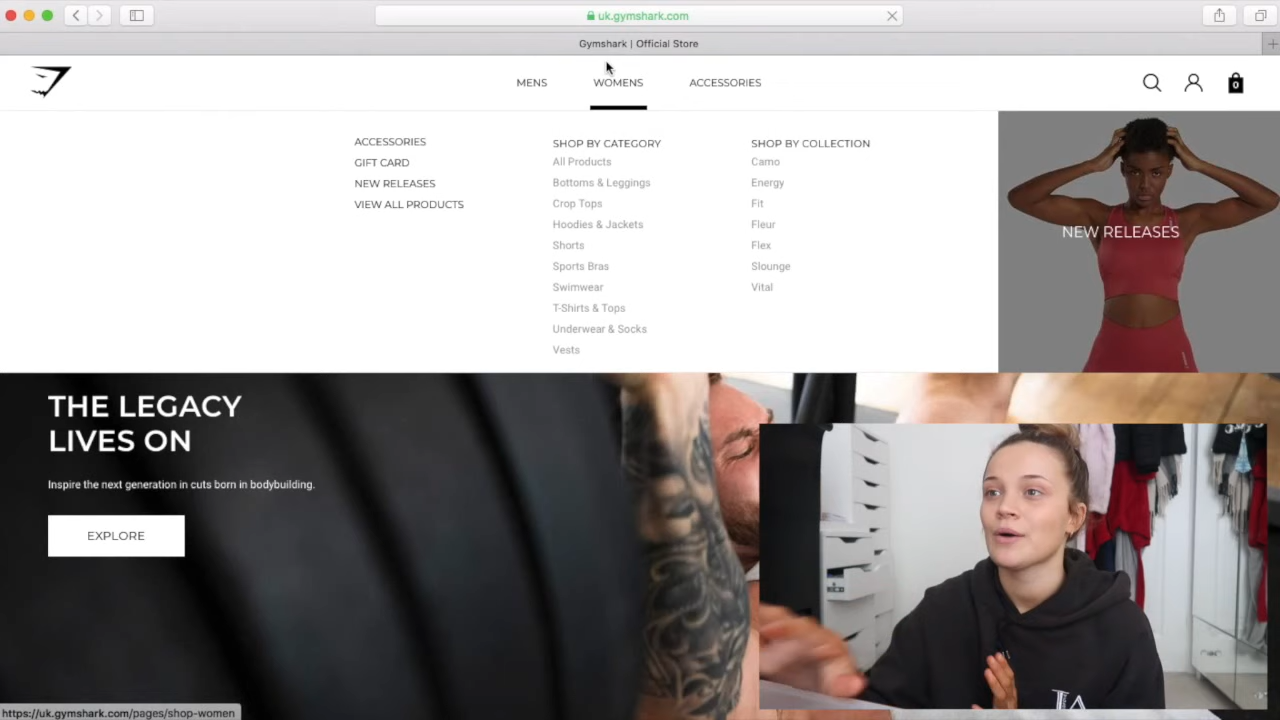 uk.gymshark.com
Gymshark | Official Store
MENS
WOMENS
ACCESSORIES
0
ACCESSORIES
GIFT CARD
NEW RELEASES
VIEW ALL PRODUCTS
SHOP BY CATEGORY
All Products
Bottoms & Leggings
Crop Tops
Hoodies & Jackets
Shorts
Sports Bras
Swimwear
T-Shirts & Tops
Underwear & Socks
Vests
SHOP BY COLLECTION
Camo
Energy
Fit
Fleur
Flex
Slounge
Vital
NEW RELEASES
THE LEGACY
LIVES ON
Inspire the next generation in cuts born in bodybuilding.
EXPLORE
https://uk.gymshark.com/pages/shop-women